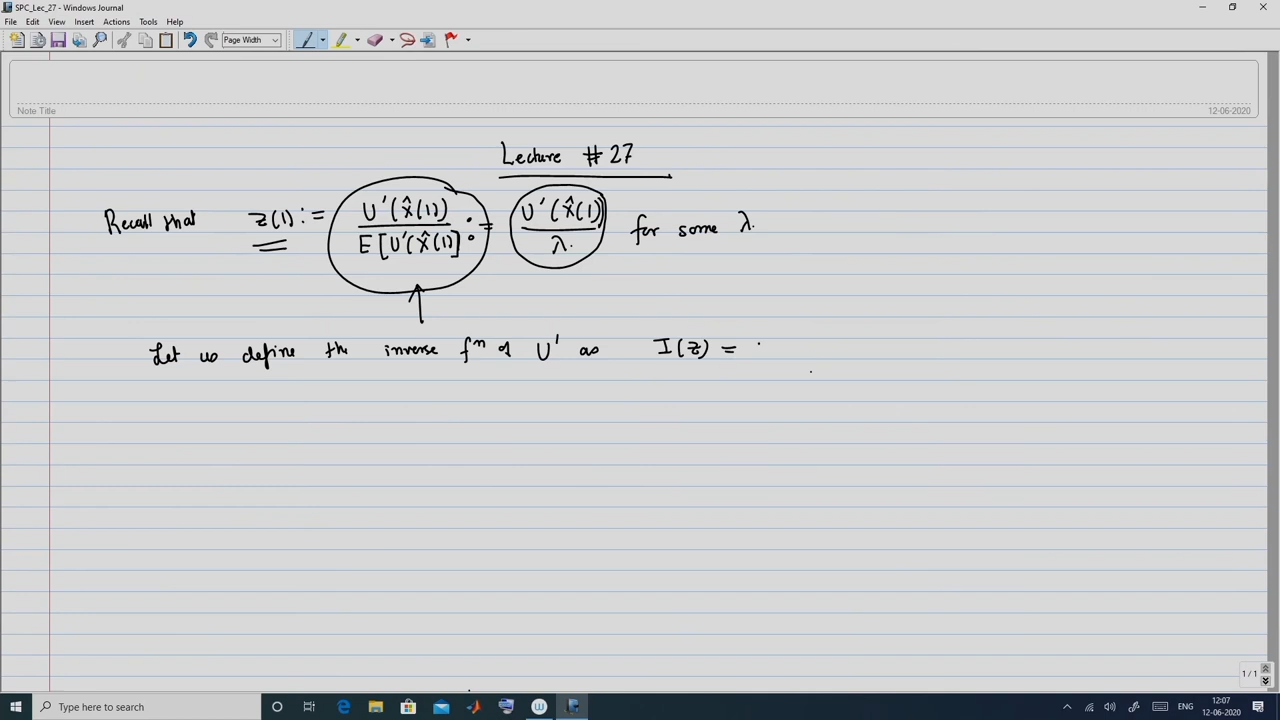 SPC_Lec_27 - Windows Journal
File Edit View Insert Actions Tools Help
Page Width
Note Title
12-06-2020
Lecture # 27
Recall that Z(1) := U'(X̂(1)) / E[U'(X̂(1)] = U'(X̂(1)) / λ. for some λ.
Let us define the inverse fⁿ of U' as I(z) =
1 / 1
Type here to search
ENG
12:07
12-06-2020